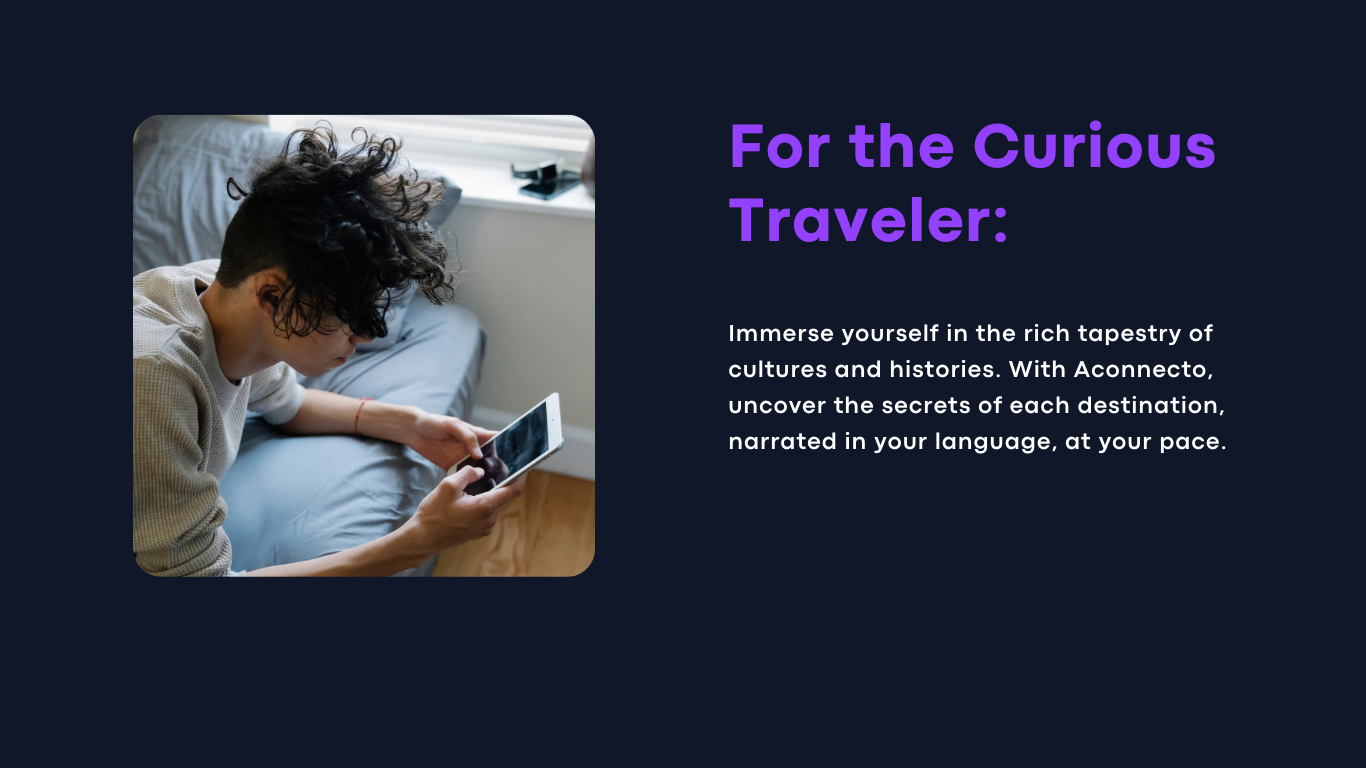 For the Curious
Traveler:
Immerse yourself in the rich tapestry of
cultures and histories. With Aconnecto,
uncover the secrets of each destination,
narrated in your language, at your pace.